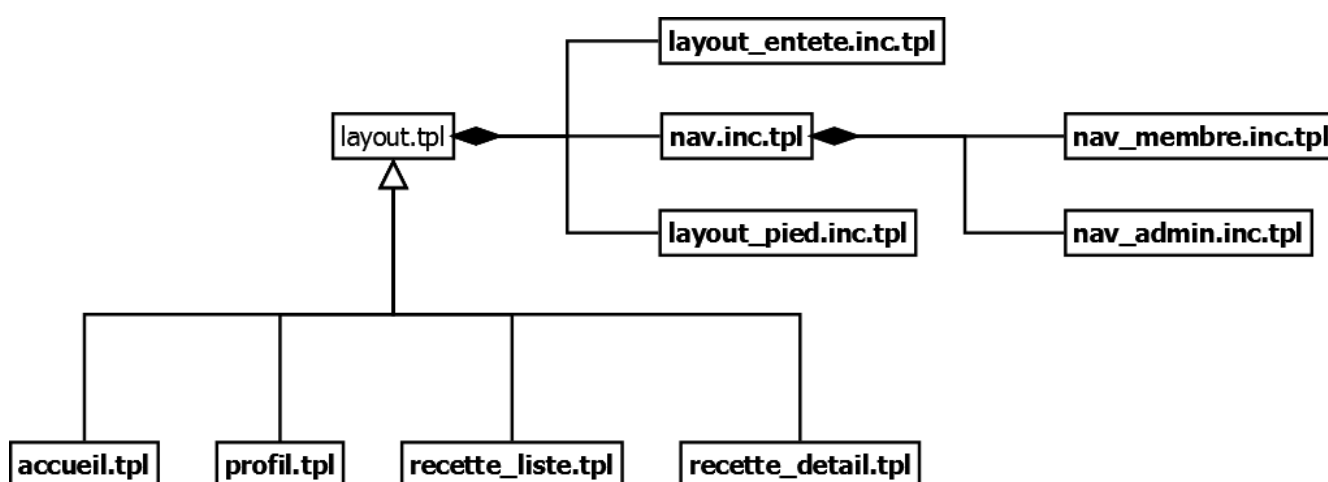 layout_entete.inc.tpl
layout.tpl
nav.inc.tpl
nav_membre.inc.tpl
layout_pied.inc.tpl
nav_admin.inc.tpl
accueil.tpl
profil.tpl
recette_liste.tpl
recette_detail.tpl